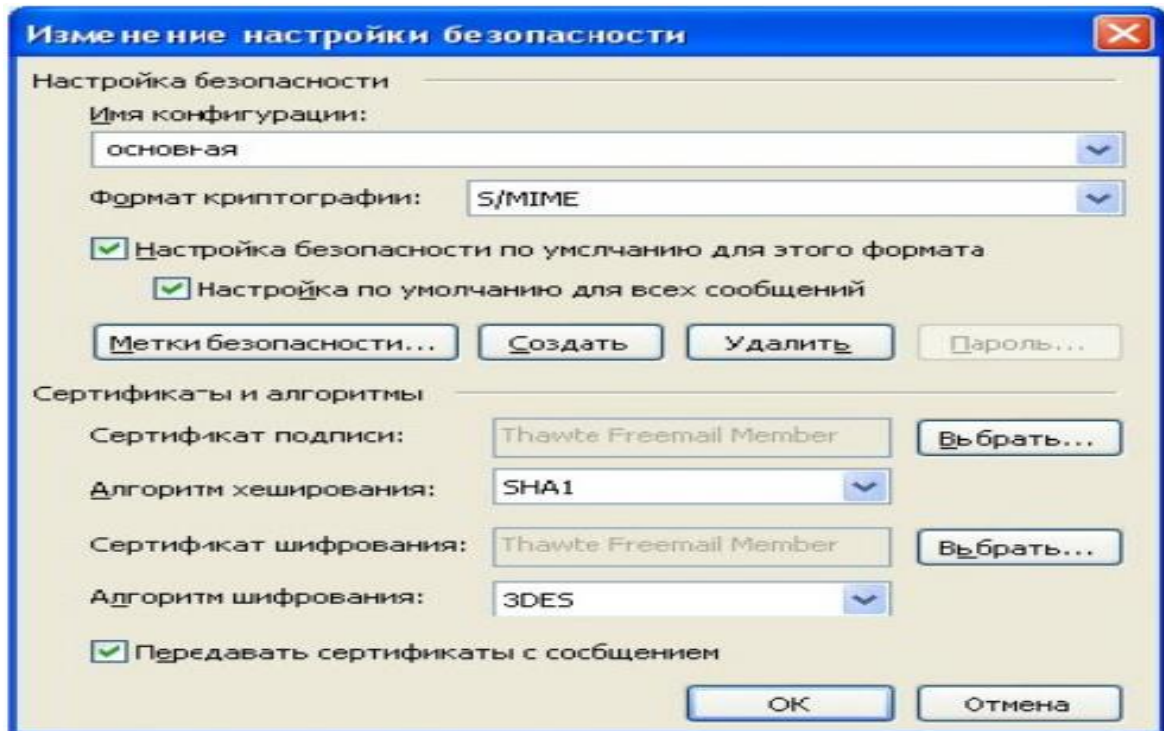 Изменение настройки безопасности
Настройка безопасности
Имя конфигурации:
основная
Формат криптографии: S/MIME
Настройка безопасности по умолчанию для этого формата
Настройка по умолчанию для всех сообщений
Метки безопасности... Создать Удалить Пароль...
Сертификаты и алгоритмы
Сертификат подписи: Thawte Freemail Member Выбрать...
Алгоритм хеширования: SHA1
Сертификат шифрования: Thawte Freemail Member Выбрать...
Алгоритм шифрования: 3DES
Передавать сертификаты с сообщением
ОК Отмена